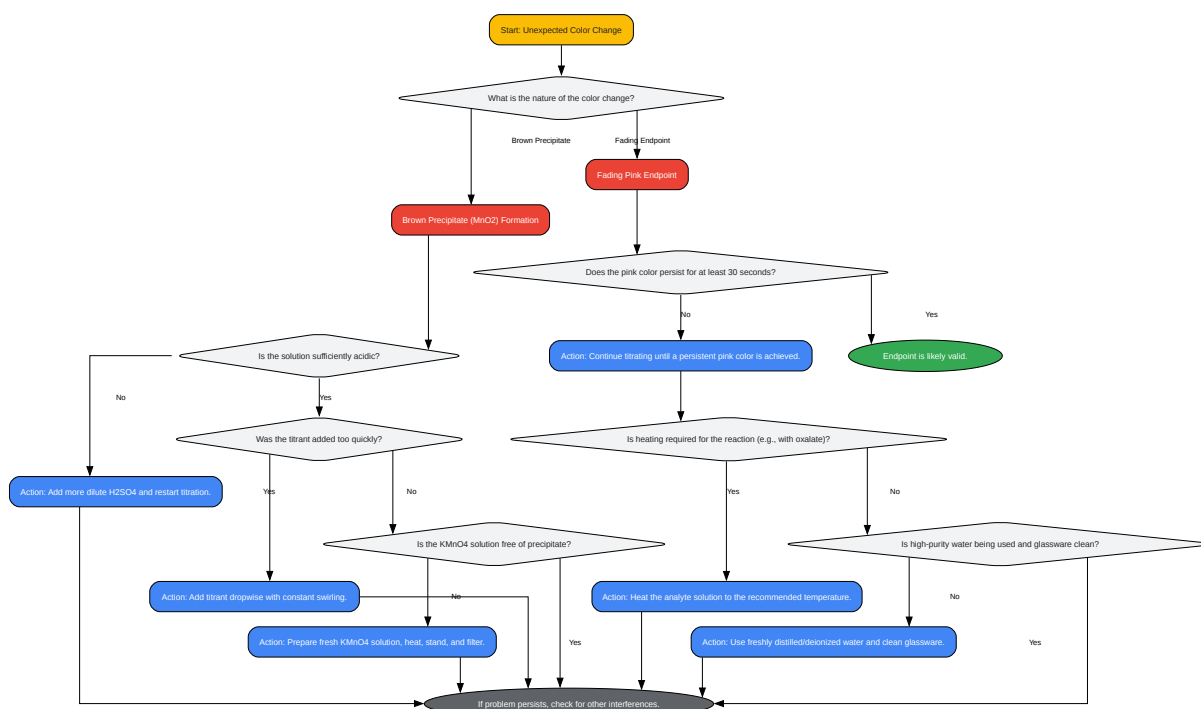 Start: Unexpected Color Change
What is the nature of the color change?
Brown Precipitate
Fading Endpoint
Fading Pink Endpoint
Brown Precipitate (MnO2) Formation
Does the pink color persist for at least 30 seconds?
No
Yes
Is the solution sufficiently acidic?
Action: Continue titrating until a persistent pink color is achieved.
Endpoint is likely valid.
No
Yes
Was the titrant added too quickly?
Is heating required for the reaction (e.g., with oxalate)?
Action: Add more dilute H2SO4 and restart titration.
Yes
No
Yes
No
Is the KMnO4 solution free of precipitate?
Is high-purity water being used and glassware clean?
Action: Add titrant dropwise with constant swirling.
No
Action: Heat the analyte solution to the recommended temperature.
No
Action: Prepare fresh KMnO4 solution, heat, stand, and filter.
Yes
Action: Use freshly distilled/deionized water and clean glassware.
Yes
If problem persists, check for other interferences.